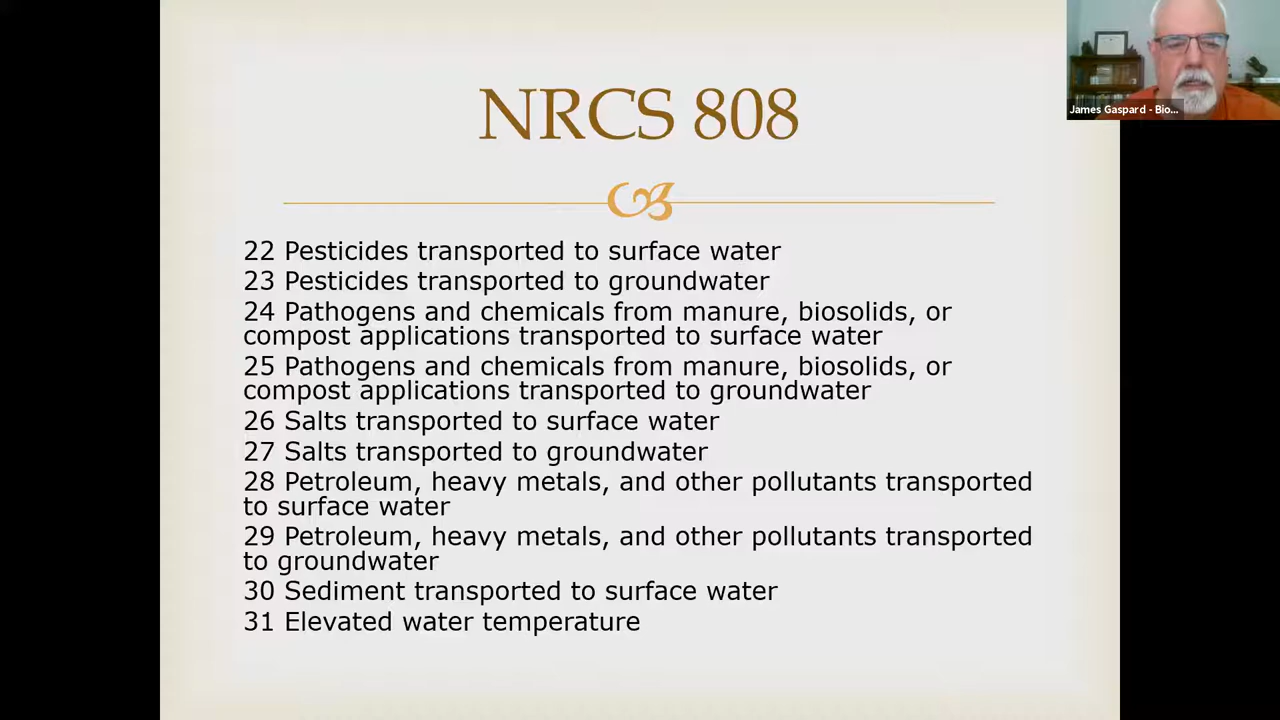 NRCS 808
James Gaspard - Bio...
22 Pesticides transported to surface water
23 Pesticides transported to groundwater
24 Pathogens and chemicals from manure, biosolids, or
compost applications transported to surface water
25 Pathogens and chemicals from manure, biosolids, or
compost applications transported to groundwater
26 Salts transported to surface water
27 Salts transported to groundwater
28 Petroleum, heavy metals, and other pollutants transported
to surface water
29 Petroleum, heavy metals, and other pollutants transported
to groundwater
30 Sediment transported to surface water
31 Elevated water temperature